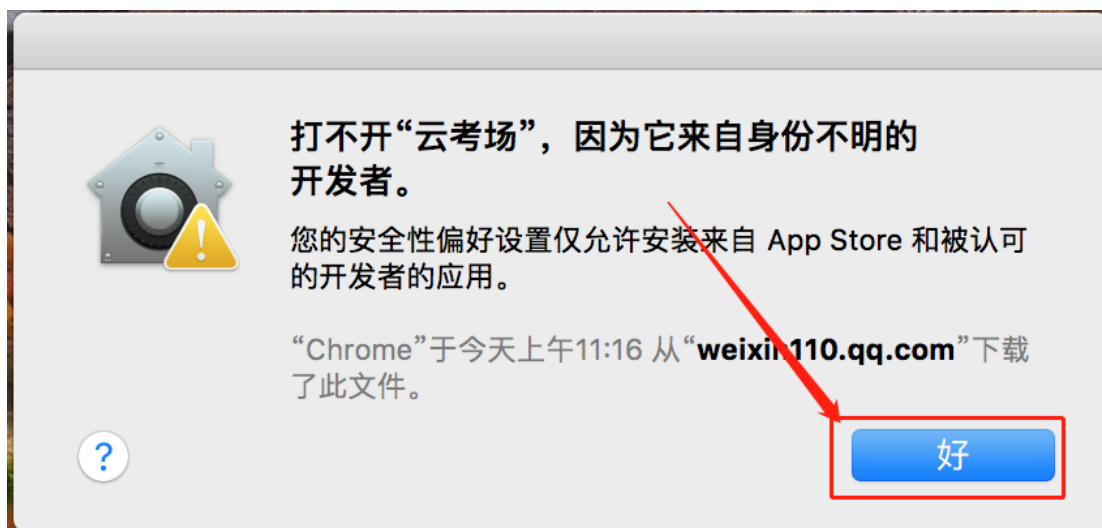 打不开“云考场”，因为它来自身份不明的
开发者。
您的安全性偏好设置仅允许安装来自 App Store 和被认可
的开发者的应用。
“Chrome”于今天上午11:16 从“weixin110.qq.com”下载
了此文件。
?
好